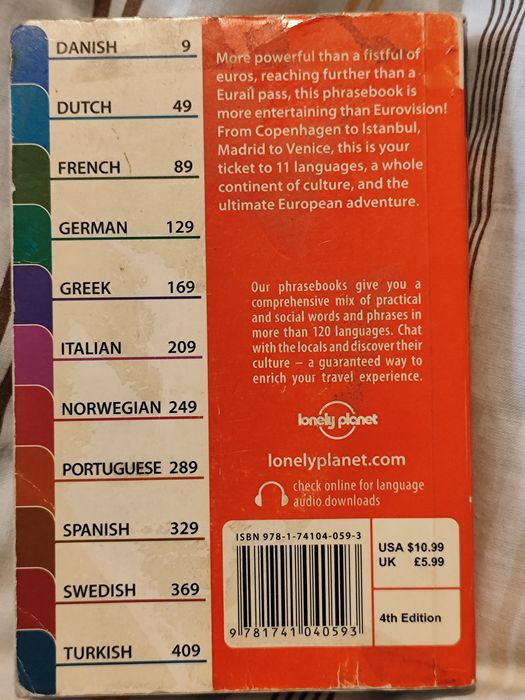 DANISH 9
DUTCH 49
FRENCH 89
GERMAN 129
GREEK 169
ITALIAN 209
NORWEGIAN 249
PORTUGUESE 289
SPANISH 329
SWEDISH 369
TURKISH 409
More powerful than a fistful of
euros, reaching further than a
Eurail pass, this phrasebook is
more entertaining than Eurovision!
From Copenhagen to Istanbul,
Madrid to Venice, this is your
ticket to 11 languages, a whole
continent of culture, and the
ultimate European adventure.
Our phrasebooks give you a
comprehensive mix of practical
and social words and phrases in
more than 120 languages. Chat
with the locals and discover their
culture – a guaranteed way to
enrich your travel experience.
lonely planet
lonelyplanet.com
check online for language
audio downloads
ISBN 978-1-74104-059-3
9 781741 040593
USA $10.99
UK £5.99
4th Edition